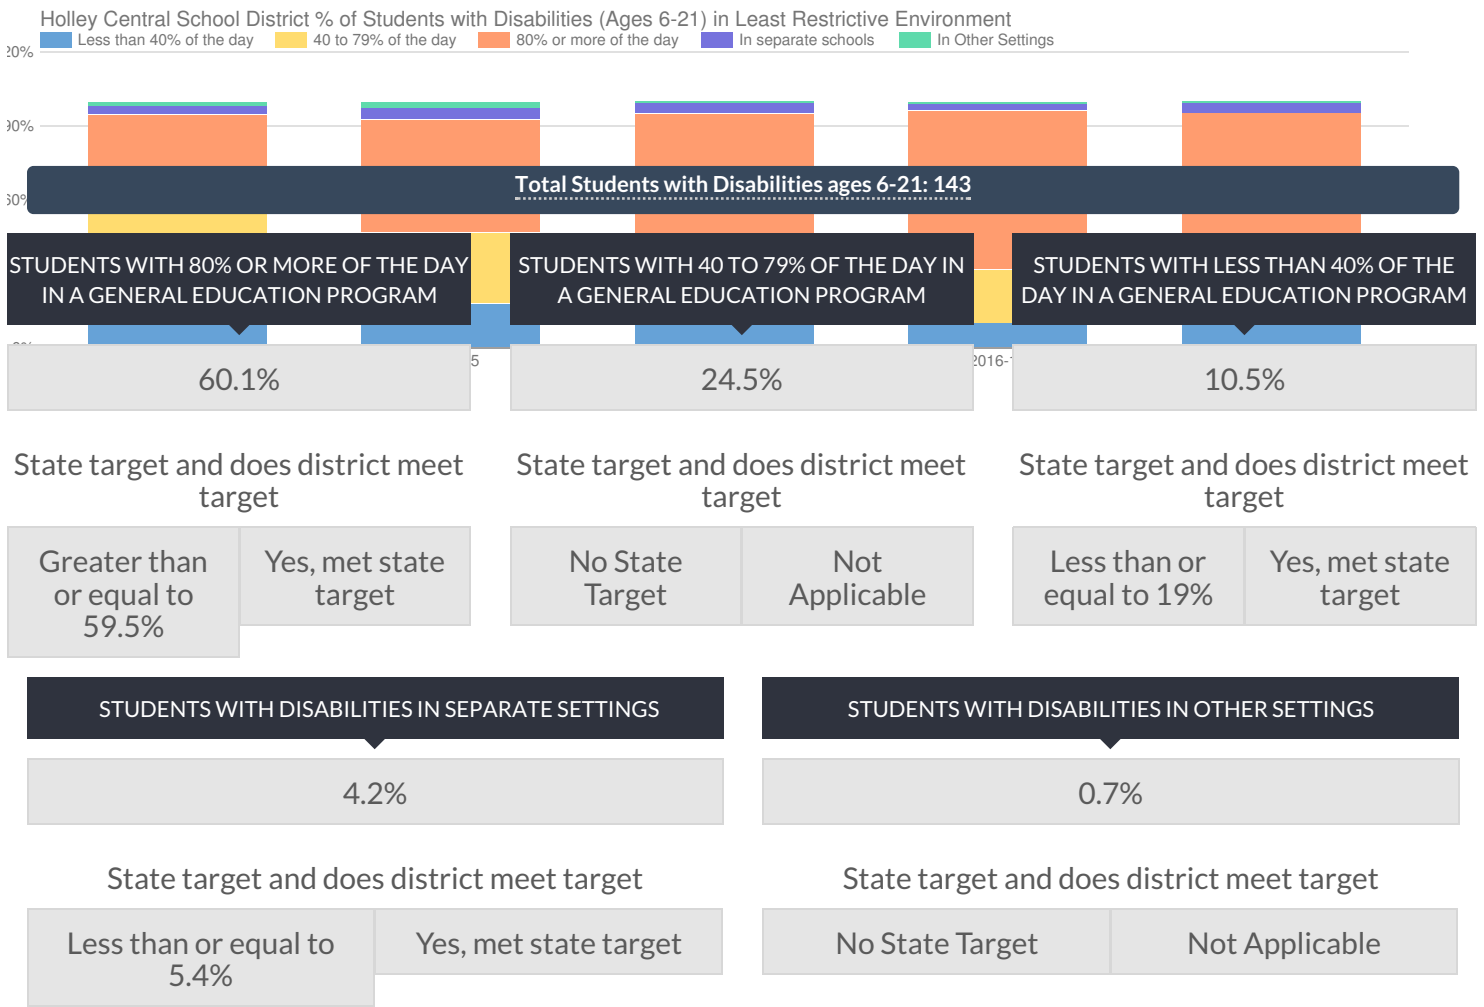 Holley Central School District % of Students with Disabilities (Ages 6-21) in Least Restrictive Environment
Less than 40% of the day 40 to 79% of the day 80% or more of the day In separate schools In Other Settings
20%
90%
60%
Total Students with Disabilities ages 6-21: 143
STUDENTS WITH 80% OR MORE OF THE DAY
IN A GENERAL EDUCATION PROGRAM
STUDENTS WITH 40 TO 79% OF THE DAY IN
A GENERAL EDUCATION PROGRAM
STUDENTS WITH LESS THAN 40% OF THE
DAY IN A GENERAL EDUCATION PROGRAM
5
2016-
60.1%
24.5%
10.5%
State target and does district meet
target
State target and does district meet
target
State target and does district meet
target
Greater than
or equal to
59.5%
Yes, met state
target
No State
Target
Not
Applicable
Less than or
equal to 19%
Yes, met state
target
STUDENTS WITH DISABILITIES IN SEPARATE SETTINGS
STUDENTS WITH DISABILITIES IN OTHER SETTINGS
4.2%
0.7%
State target and does district meet target
State target and does district meet target
Less than or equal to
5.4%
Yes, met state target
No State Target
Not Applicable